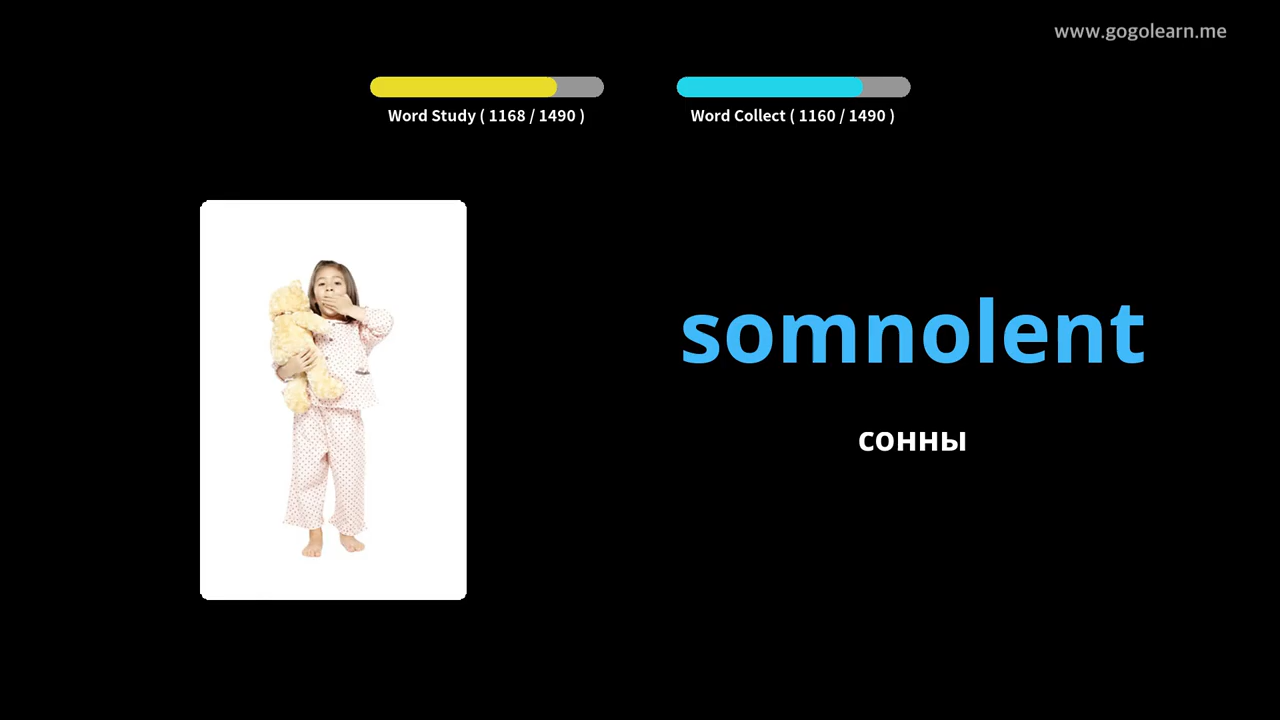 www.gogolearn.me
Word Study ( 1168 / 1490 )
Word Collect ( 1160 / 1490 )
somnolent
сонны